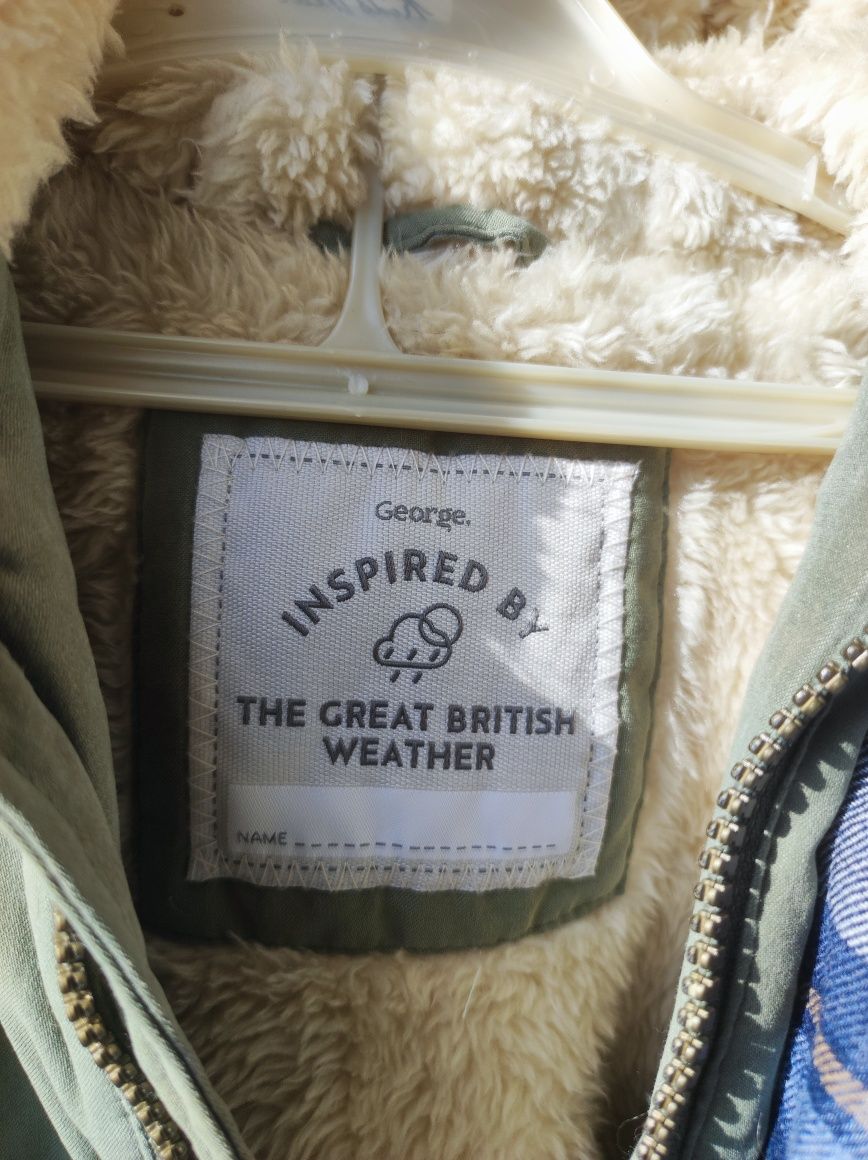 George.
INSPIRED BY
THE GREAT BRITISH
WEATHER
NAME